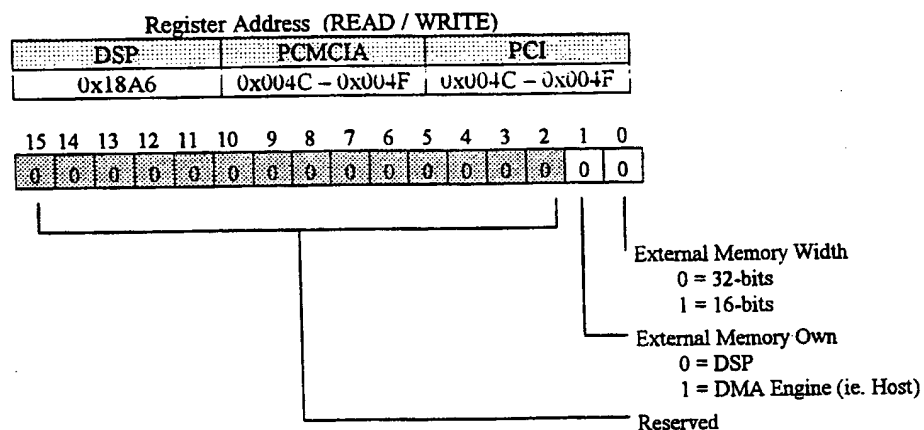 Register Address (READ / WRITE)
DSP PCMCIA PCI
0x18A6 0x004C – 0x004F 0x004C – 0x004F
15 14 13 12 11 10 9 8 7 6 5 4 3 2 1 0
0 0 0 0 0 0 0 0 0 0 0 0 0 0 0 0
External Memory Width
0 = 32-bits
1 = 16-bits
External Memory Own
0 = DSP
1 = DMA Engine (ie. Host)
Reserved